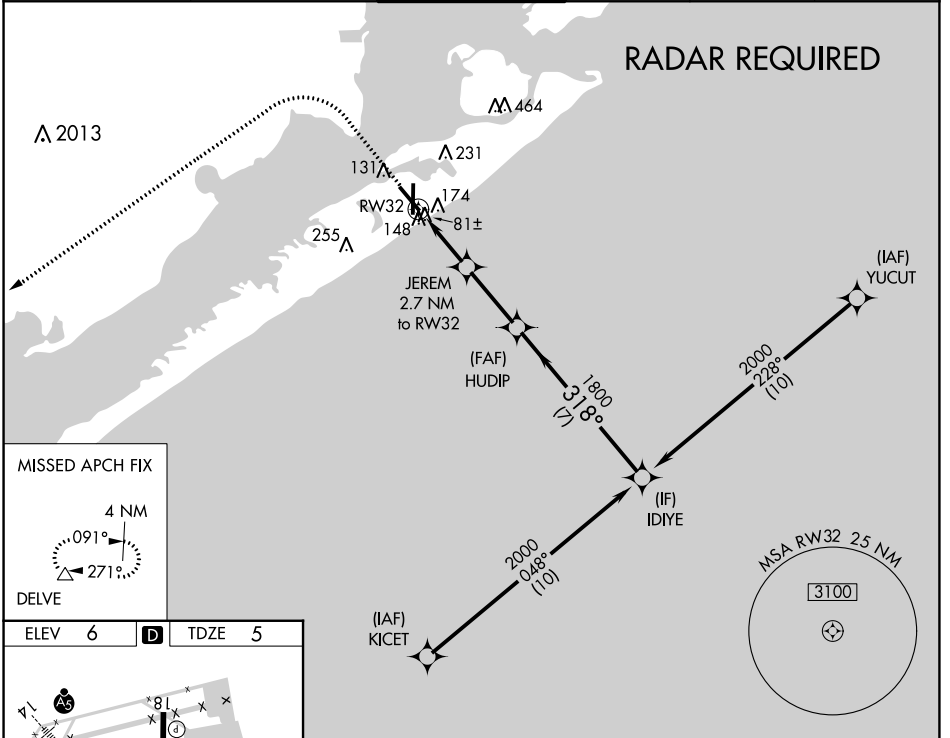 RADAR REQUIRED
2013
464
231
131
174
RW32
148
81±
255
(IAF)
YUCUT
JEREM
2.7 NM
to RW32
(FAF)
HUDIP
2000
228°
(10)
1800
318°
(7)
MISSED APCH FIX
4 NM
091°
271°
DELVE
(IF)
IDIYE
2000
048°
(10)
MSA RW32 25 NM
3100
(IAF)
KICET
ELEV 6 D TDZE 5
A5
14
18
P